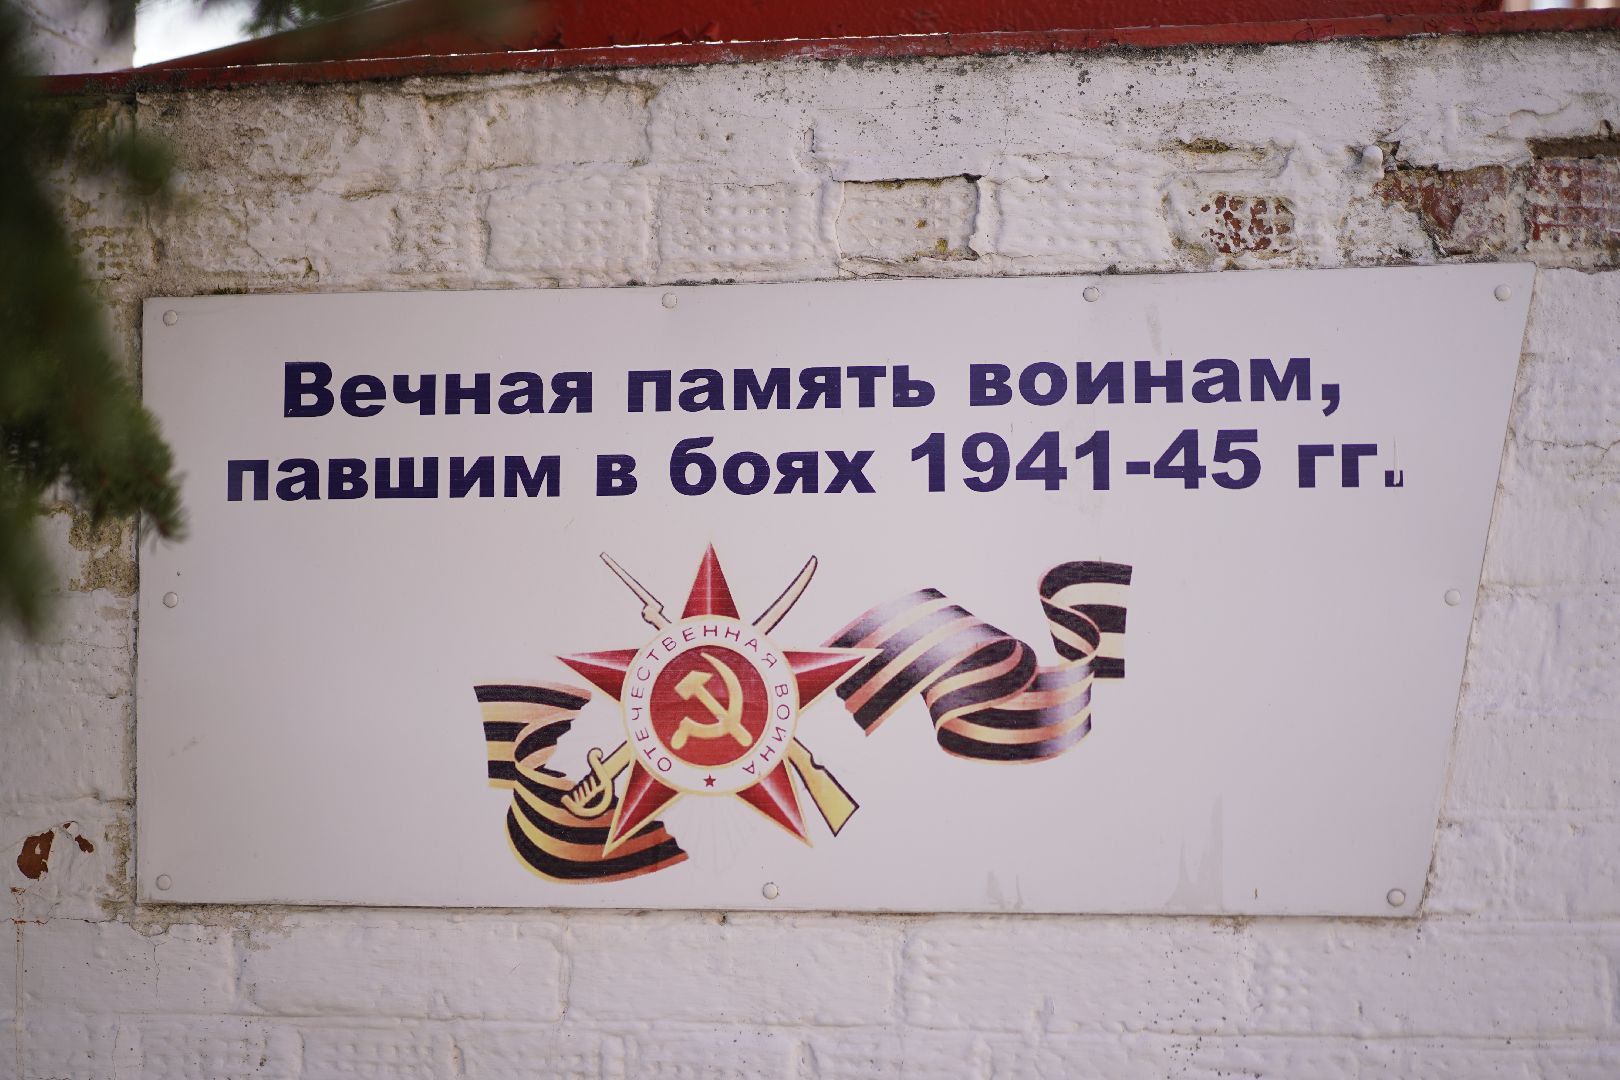 Вечная память воинам,
павшим в боях 1941-45 гг.
ОТЕЧЕСТВЕННАЯ ВОЙНА